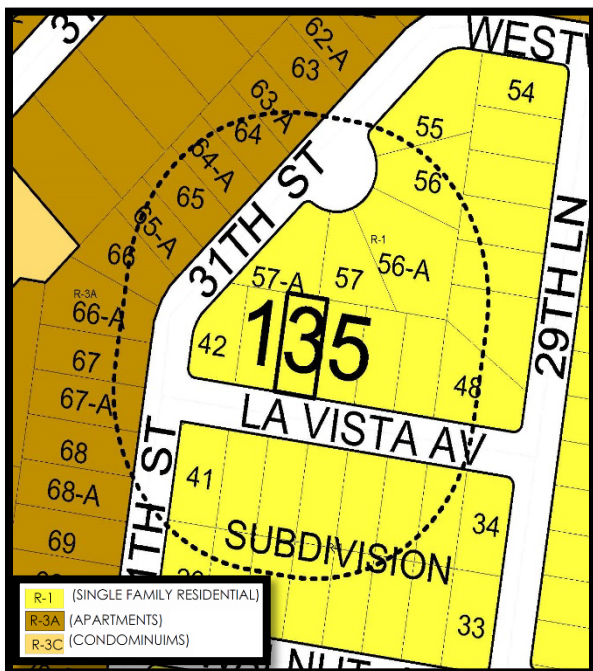 WESTW
31
62-A
63
54
63-A
64
55
64-A
56
65
31TH ST
65-A
R-1
56-A
66
57-A
57
29TH LN
R-3A
66-A
135
42
67
48
67-A
LA VISTA AV
68
41
68-A
34
69
SUBDIVISION
33
R-1 (SINGLE FAMILY RESIDENTIAL)
R-3A (APARTMENTS)
R-3C (CONDOMINUIMS)